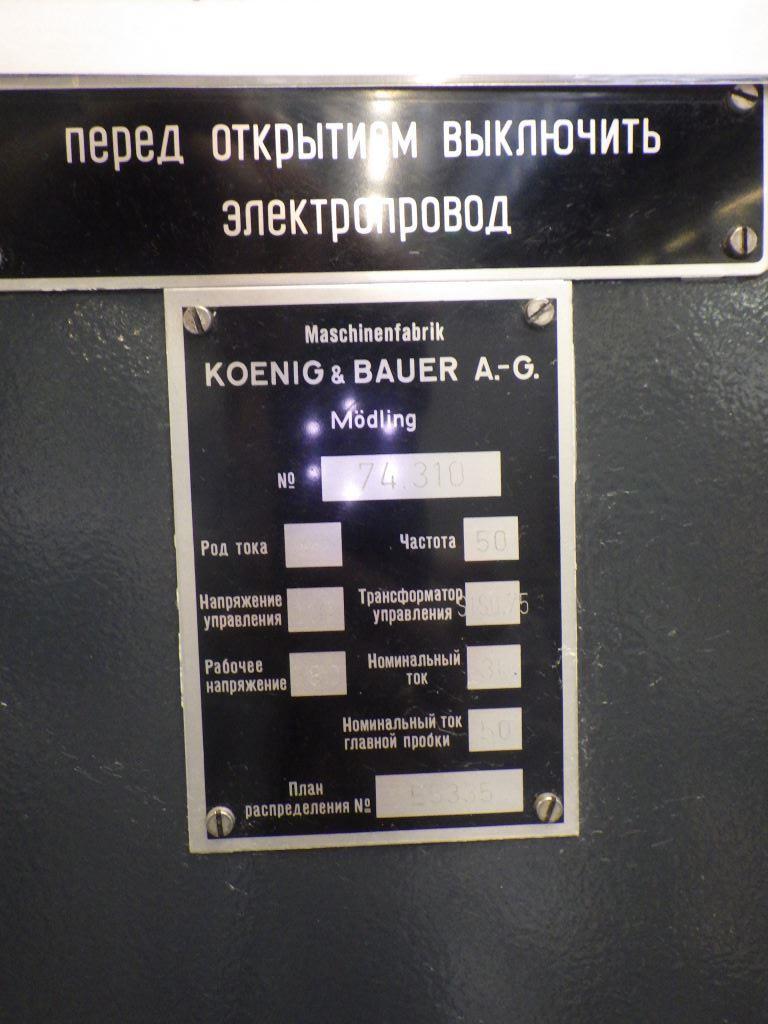 перед открытием выключить
электропровод
Maschinenfabrik
KOENIG & BAUER A.-G.
Mödling
№ 74.310
Род тока
Частота 50
Напряжение
управления
Трансформатор
управления
Рабочее
напряжение
Номинальный
ток
Номинальный ток
главной пробки 50
План
распределения №